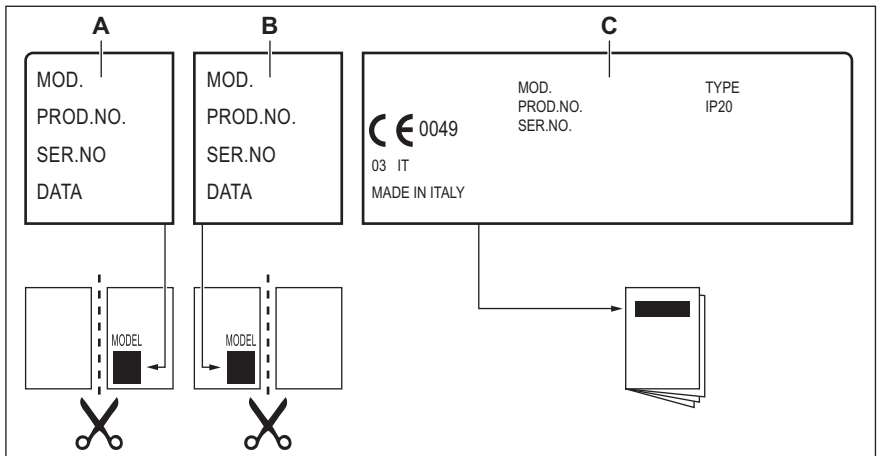 A
B
C
MOD.
PROD.NO.
SER.NO
DATA
MOD.
PROD.NO.
SER.NO
DATA
CE 0049
03 IT
MADE IN ITALY
MOD.
PROD.NO.
SER.NO.
TYPE
IP20
MODEL
MODEL